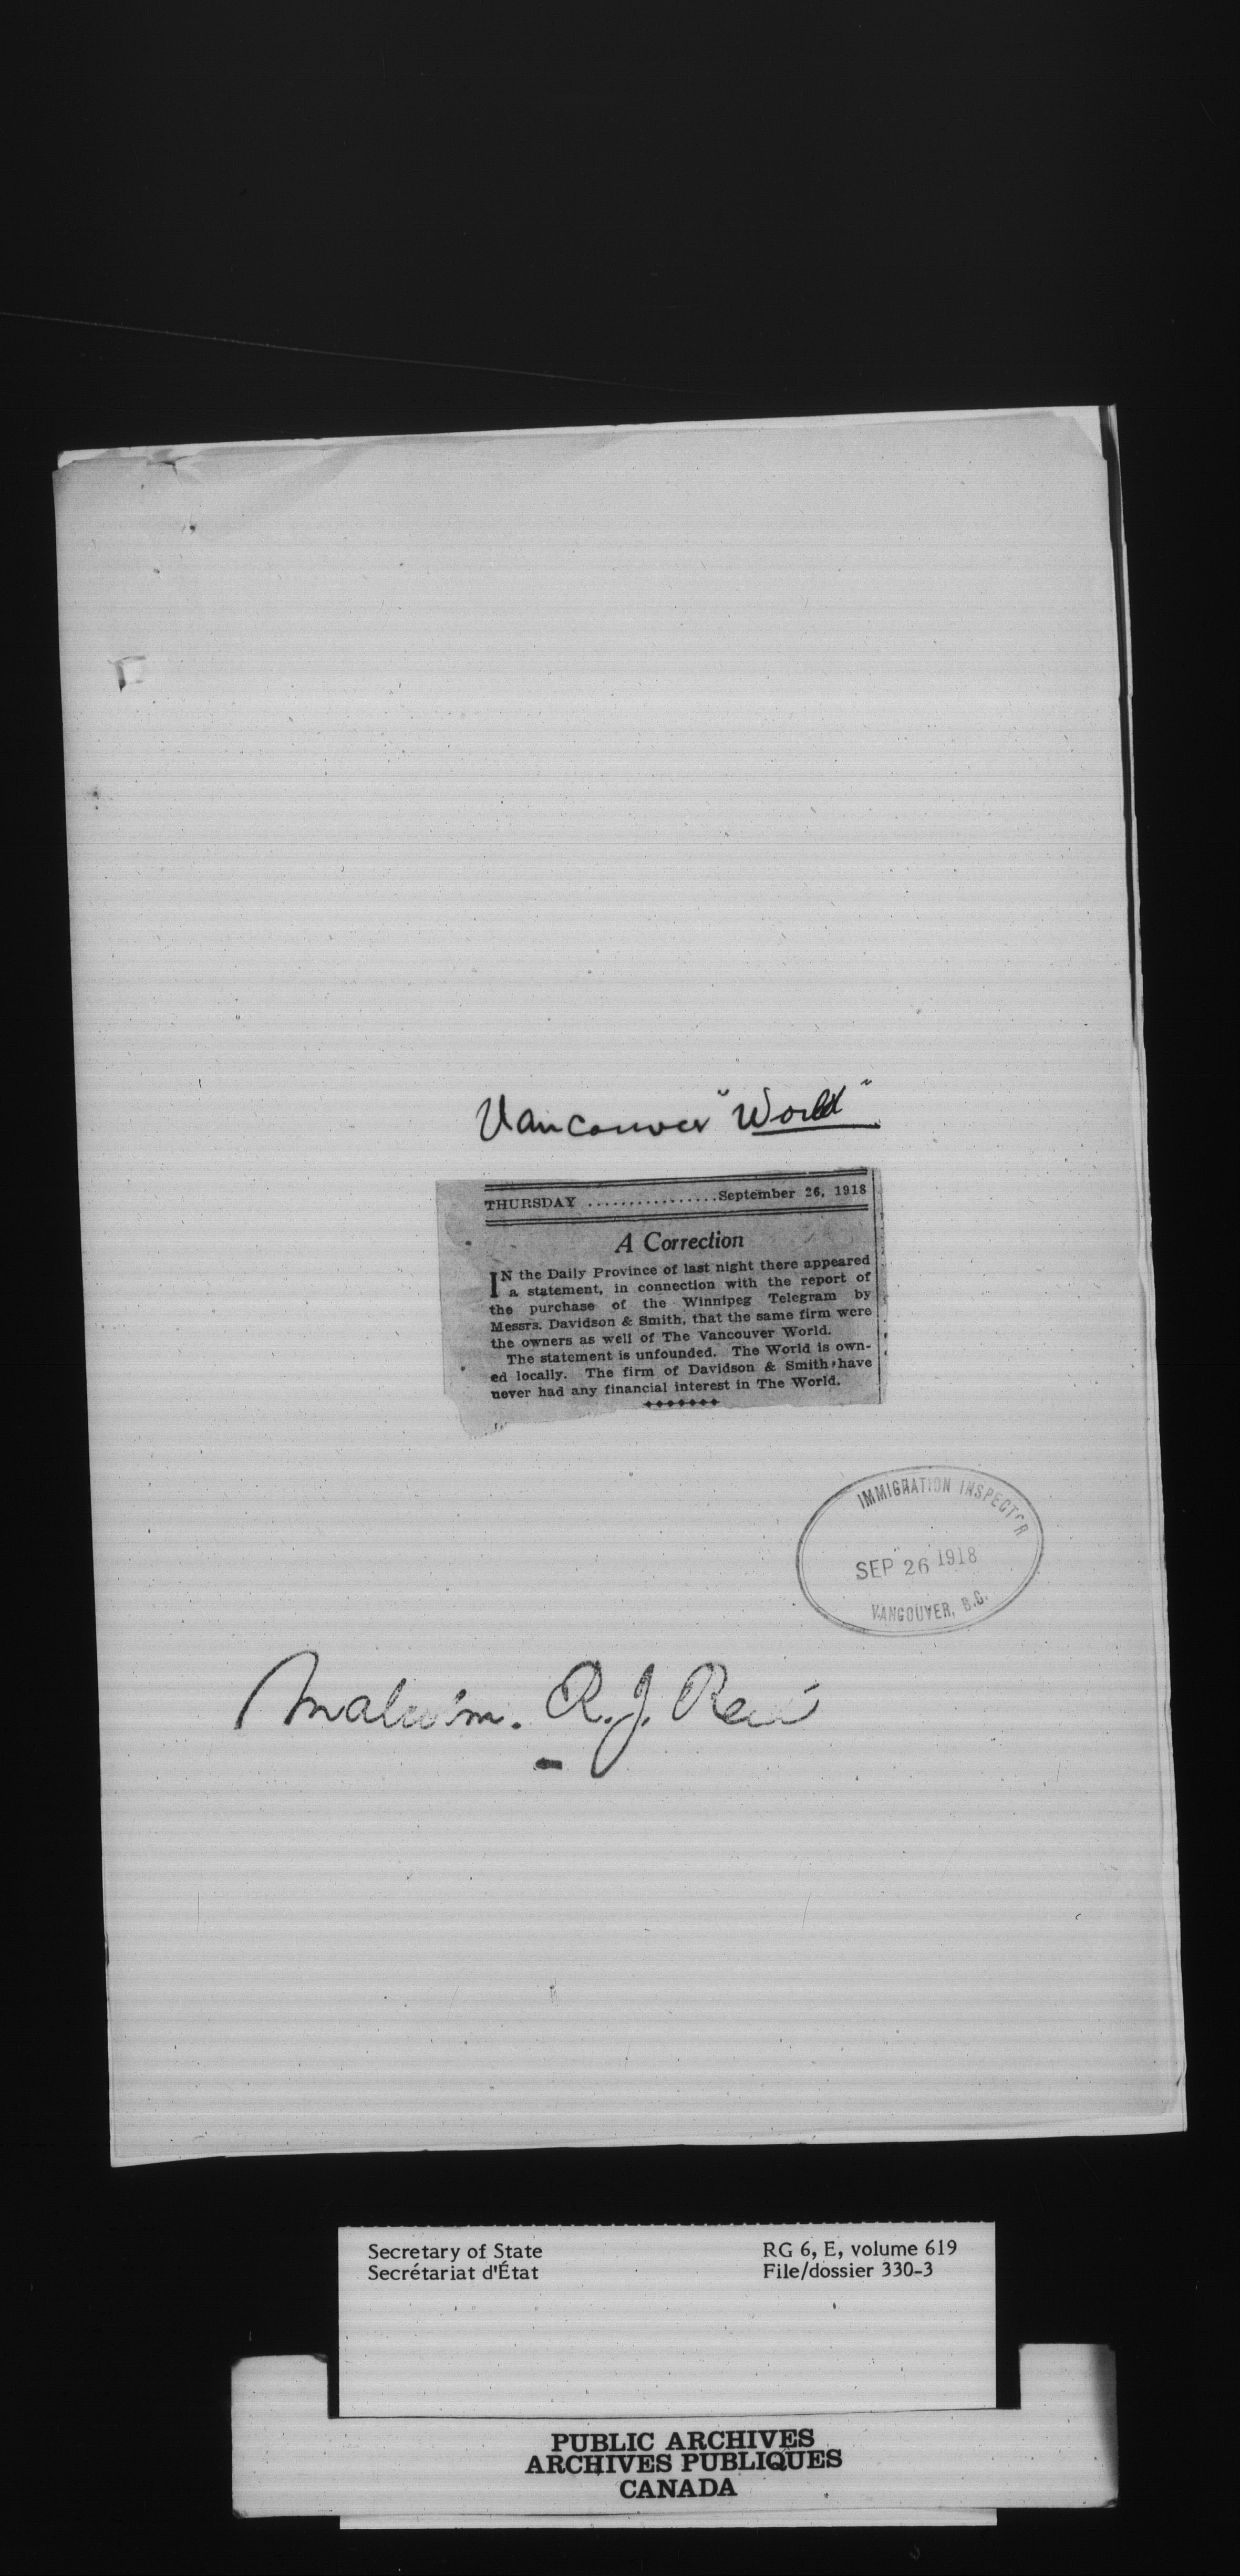 Vancouver "World"
THURSDAY ................September 26, 1918
A Correction
IN the Daily Province of last night there appeared
a statement, in connection with the report of
the purchase of the Winnipeg Telegram by
Messrs. Davidson & Smith, that the same firm were
the owners as well of The Vancouver World.
The statement is unfounded. The World is own-
ed locally. The firm of Davidson & Smith have
never had any financial interest in The World.
IMMIGRATION INSPECTOR
SEP 26 1918
VANCOUVER, B.C.
Malcolm. R. J. Reid
Secretary of State
Secrétariat d'État
RG 6, E, volume 619
File/dossier 330-3
PUBLIC ARCHIVES
ARCHIVES PUBLIQUES
CANADA